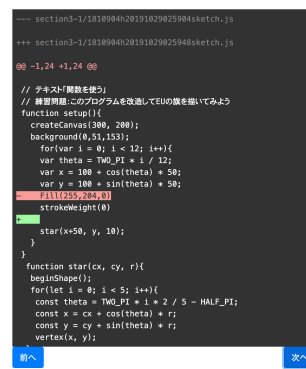 --- section3-1/1810904h20191029025904sketch.js
+++ section3-1/1810904h20191029025948sketch.js
@@ -1,24 +1,24 @@
// テキスト「関数を使う」
// 練習問題:このプログラムを改造してEUの旗を描いてみよう
function setup(){
createCanvas(300, 200);
background(0,51,153);
for(var i = 0; i < 12; i++){
var theta = TWO_PI * i / 12;
var x = 100 + cos(theta) * 50;
var y = 100 + sin(theta) * 50;
- Fill(255,204,0)
strokeWeight(0)
+
star(x+50, y, 10);
}
}
function star(cx, cy, r){
beginShape();
for(let i = 0; i < 5; i++){
const theta = TWO_PI * i * 2 / 5 - HALF_PI;
const x = cx + cos(theta) * r;
const y = cy + sin(theta) * r;
vertex(x, y);
}
前へ
次へ